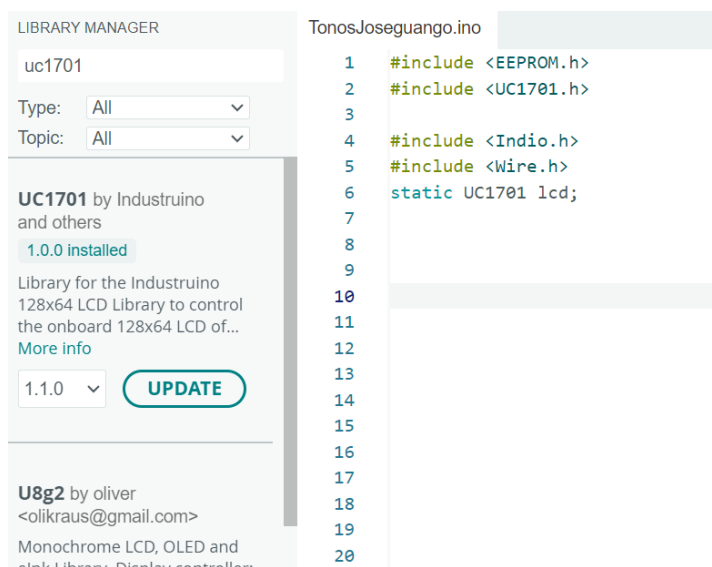 LIBRARY MANAGER
uc1701
Type: All
Topic: All
UC1701 by Industruino
and others
1.0.0 installed
Library for the Industruino
128x64 LCD Library to control
the onboard 128x64 LCD of...
More info
1.1.0 UPDATE
U8g2 by oliver
<olikraus@gmail.com>
Monochrome LCD, OLED and
eInk Library. Display controller:
TonosJoseguango.ino
1 #include <EEPROM.h>
2 #include <UC1701.h>
3
4 #include <Indio.h>
5 #include <Wire.h>
6 static UC1701 lcd;
7
8
9
10
11
12
13
14
15
16
17
18
19
20